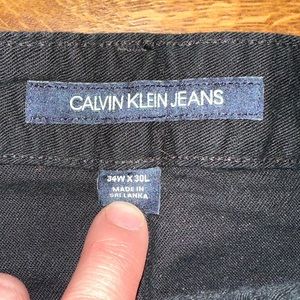 CALVIN KLEIN JEANS
34W X 30L
MADE IN
SRI LANKA